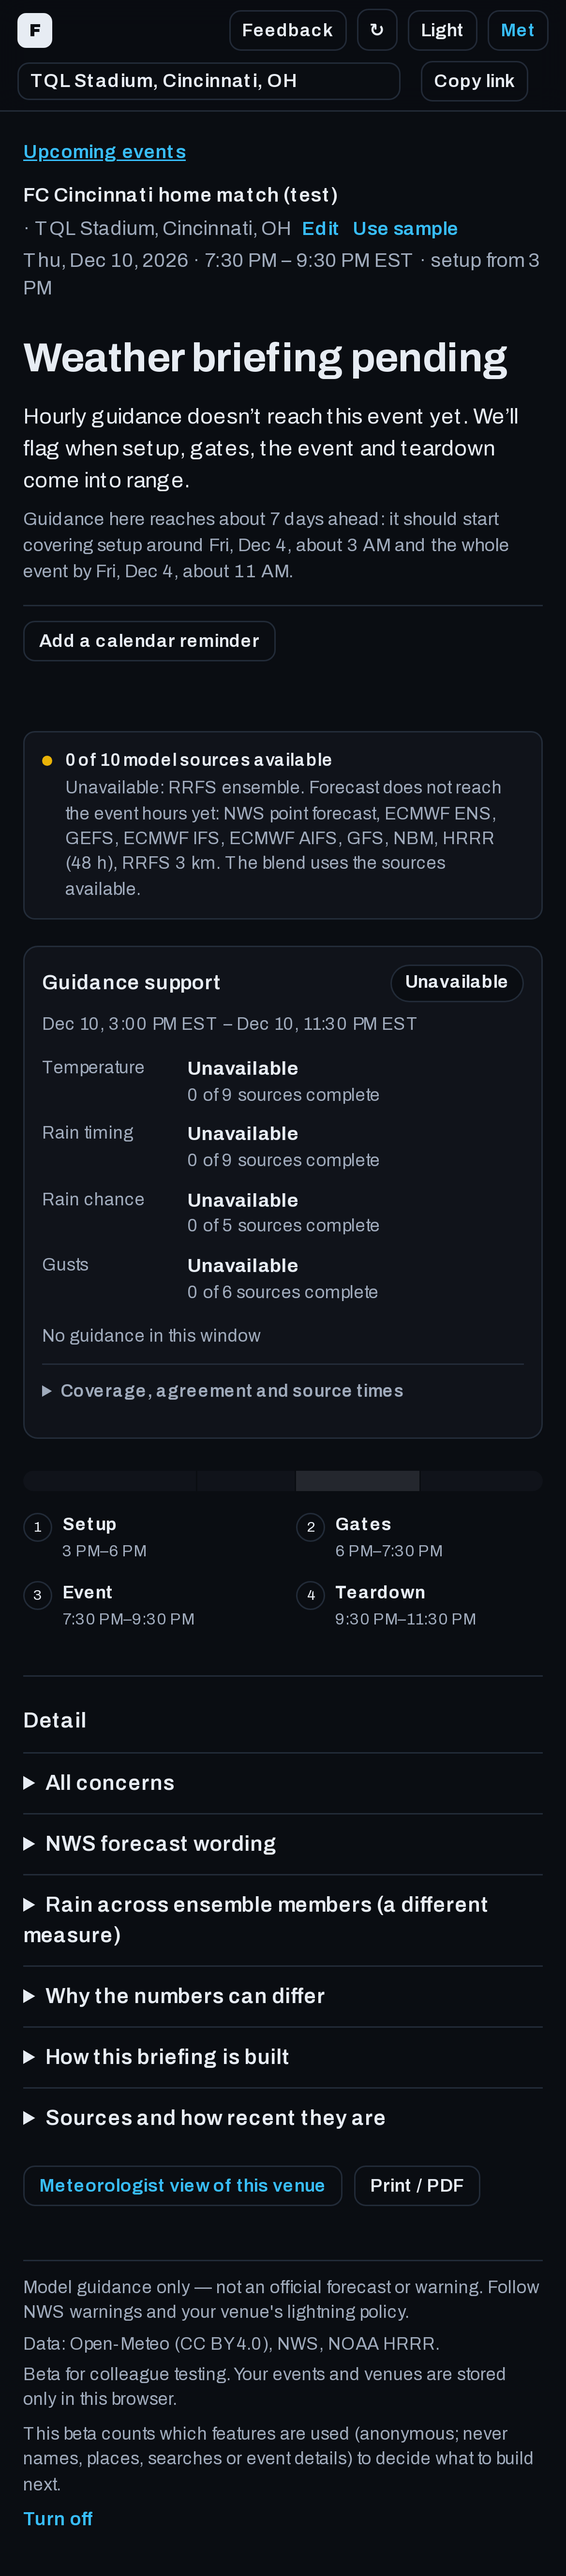 F
Feedback
↻
Light
Met
TQL Stadium, Cincinnati, OH
Copy link
Upcoming events
FC Cincinnati home match (test)
· TQL Stadium, Cincinnati, OH Edit Use sample
Thu, Dec 10, 2026 · 7:30 PM – 9:30 PM EST · setup from 3
PM
Weather briefing pending
Hourly guidance doesn’t reach this event yet. We’ll
flag when setup, gates, the event and teardown
come into range.
Guidance here reaches about 7 days ahead: it should start
covering setup around Fri, Dec 4, about 3 AM and the whole
event by Fri, Dec 4, about 11 AM.
Add a calendar reminder
0 of 10 model sources available
Unavailable: RRFS ensemble. Forecast does not reach
the event hours yet: NWS point forecast, ECMWF ENS,
GEFS, ECMWF IFS, ECMWF AIFS, GFS, NBM, HRRR
(48 h), RRFS 3 km. The blend uses the sources
available.
Guidance support
Unavailable
Dec 10, 3:00 PM EST – Dec 10, 11:30 PM EST
Temperature
Unavailable
0 of 9 sources complete
Rain timing
Unavailable
0 of 9 sources complete
Rain chance
Unavailable
0 of 5 sources complete
Gusts
Unavailable
0 of 6 sources complete
No guidance in this window
▶ Coverage, agreement and source times
1 Setup
3 PM–6 PM
2 Gates
6 PM–7:30 PM
3 Event
7:30 PM–9:30 PM
4 Teardown
9:30 PM–11:30 PM
Detail
▶ All concerns
▶ NWS forecast wording
▶ Rain across ensemble members (a different
measure)
▶ Why the numbers can differ
▶ How this briefing is built
▶ Sources and how recent they are
Meteorologist view of this venue
Print / PDF
Model guidance only — not an official forecast or warning. Follow
NWS warnings and your venue's lightning policy.
Data: Open-Meteo (CC BY 4.0), NWS, NOAA HRRR.
Beta for colleague testing. Your events and venues are stored
only in this browser.
This beta counts which features are used (anonymous; never
names, places, searches or event details) to decide what to build
next.
Turn off